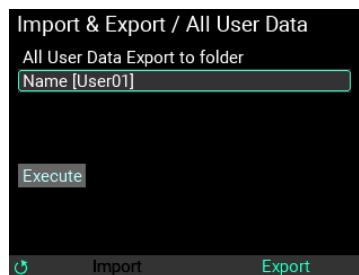 Import & Export / All User Data
All User Data Export to folder
Name [User01]
Execute
Import Export